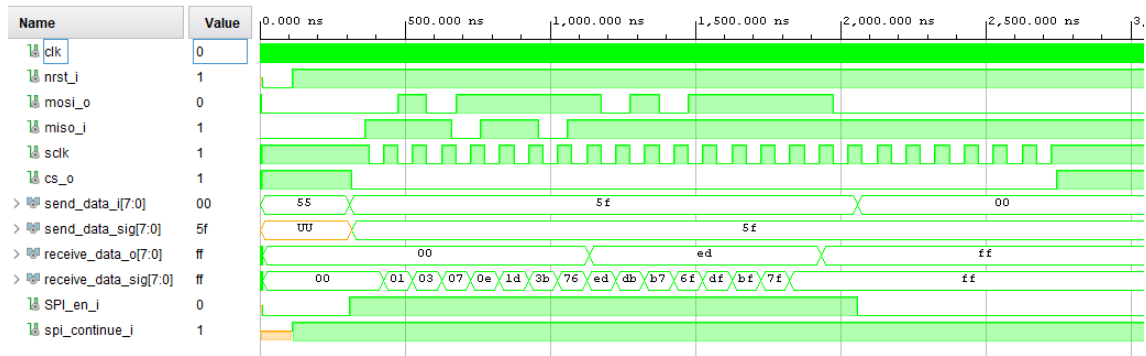 Name Value 0.000 ns 500.000 ns 1,000.000 ns 1,500.000 ns 2,000.000 ns 2,500.000 ns 3,
clk 0
nrst_i 1
mosi_o 0
miso_i 1
sclk 1
cs_o 1
send_data_i[7:0] 00 55 5f 00
send_data_sig[7:0] 5f UU 5f
receive_data_o[7:0] ff 00 ed ff
receive_data_sig[7:0] ff 00 01 03 07 0e 1d 3b 76 ed db b7 6f df bf 7f ff
SPI_en_i 0
spi_continue_i 1